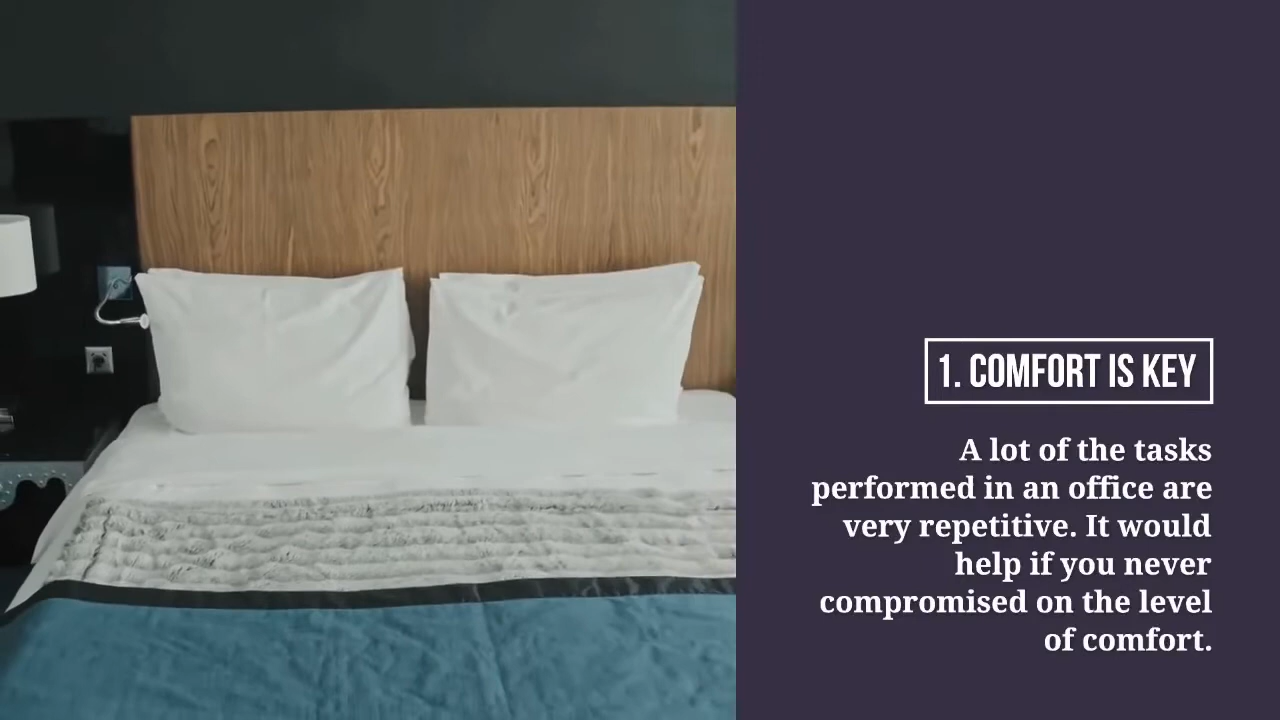 1. COMFORT IS KEY
A lot of the tasks
performed in an office are
very repetitive. It would
help if you never
compromised on the level
of comfort.